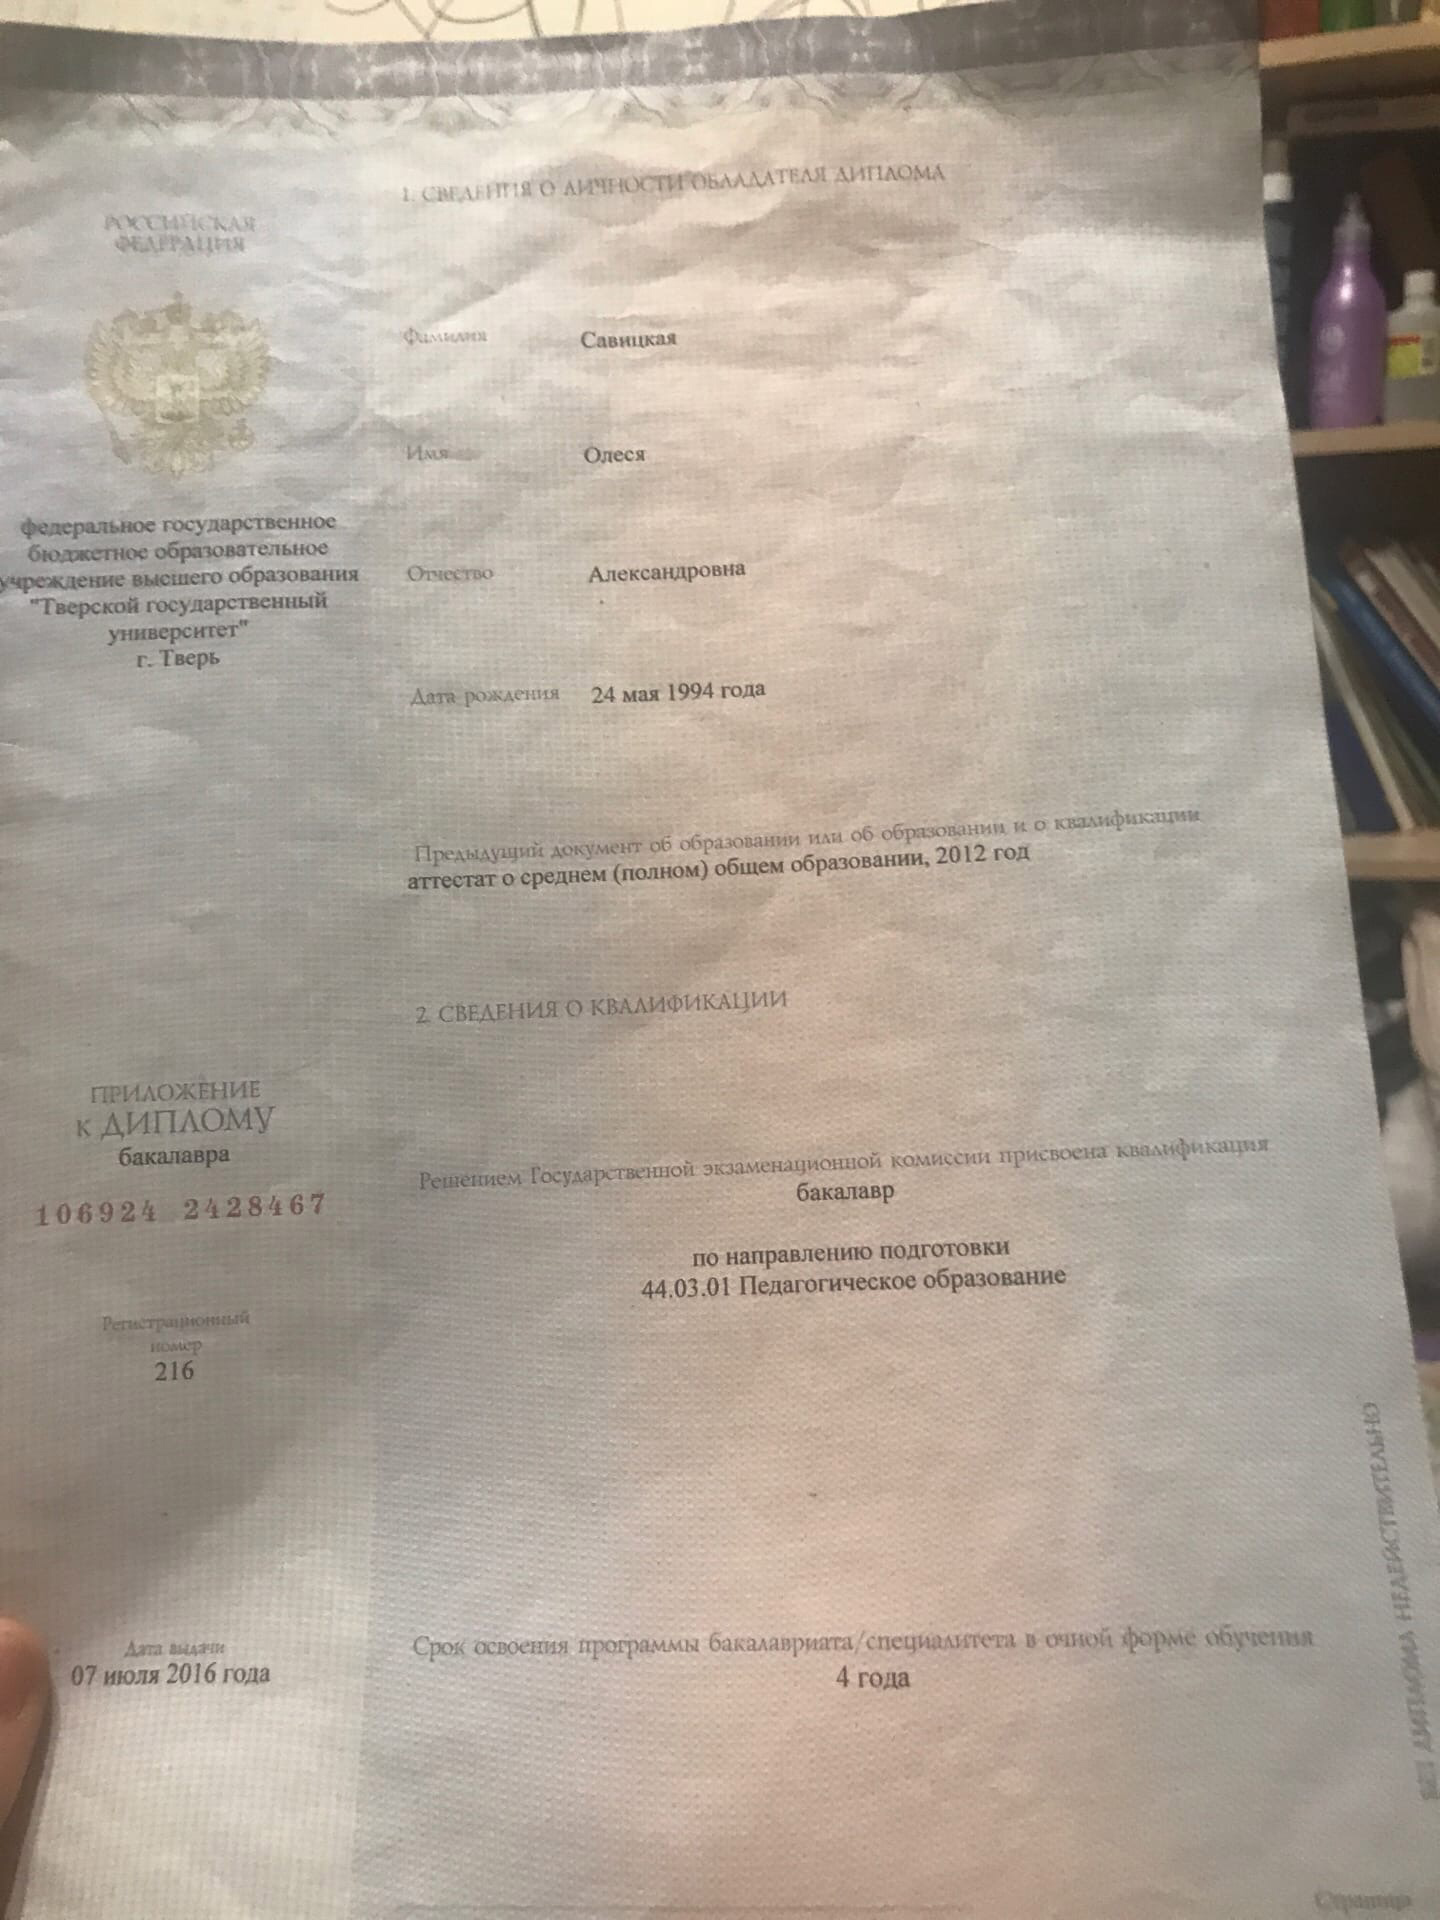 РОССИЙСКАЯ
ФЕДЕРАЦИЯ
федеральное государственное
бюджетное образовательное
учреждение высшего образования
"Тверской государственный
университет"
г. Тверь
ПРИЛОЖЕНИЕ
к ДИПЛОМУ
бакалавра
106924 2428467
Регистрационный
номер
216
Дата выдачи
07 июля 2016 года
1. СВЕДЕНИЯ О ЛИЧНОСТИ ОБЛАДАТЕЛЯ ДИПЛОМА
Фамилия Савицкая
Имя Олеся
Отчество Александровна
Дата рождения 24 мая 1994 года
Предыдущий документ об образовании или об образовании и о квалификации
аттестат о среднем (полном) общем образовании, 2012 год
2. СВЕДЕНИЯ О КВАЛИФИКАЦИИ
Решением Государственной экзаменационной комиссии присвоена квалификация
бакалавр
по направлению подготовки
44.03.01 Педагогическое образование
Срок освоения программы бакалавриата/специалитета в очной форме обучения
4 года
БЕЗ ДИПЛОМА НЕДЕЙСТВИТЕЛЬНО
Страница